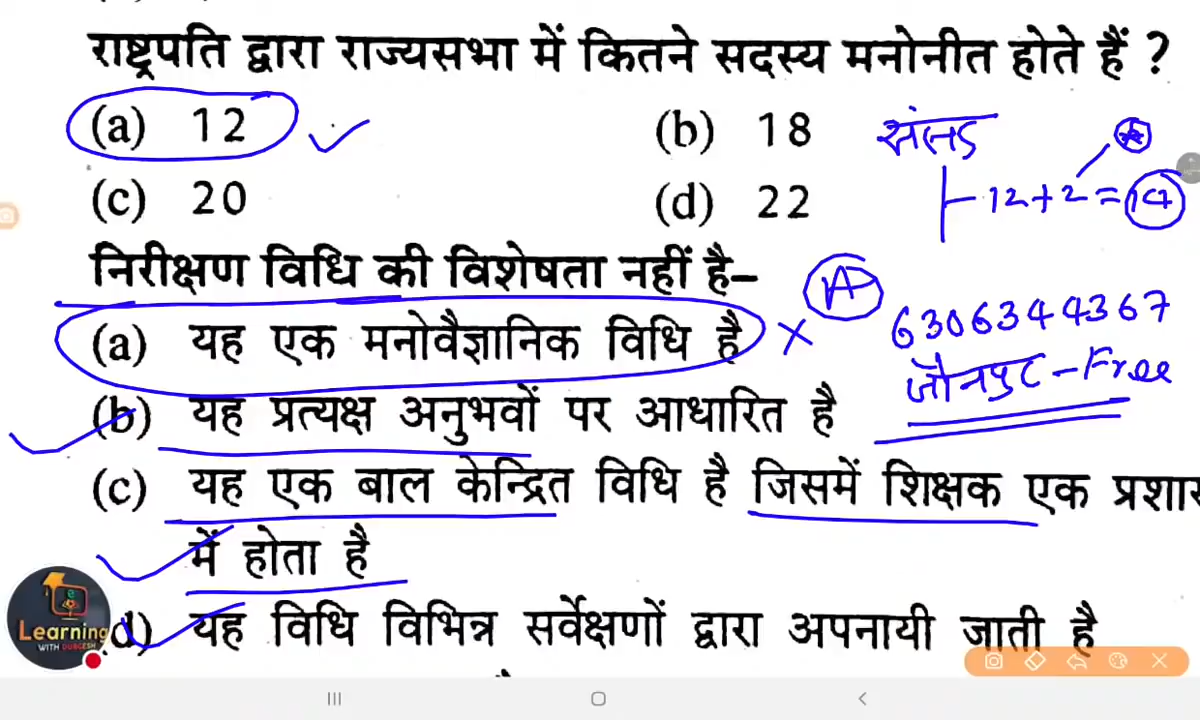 राष्ट्रपति द्वारा राज्यसभा में कितने सदस्य मनोनीत होते हैं ?
(a) 12
(b) 18
संसद
(c) 20
(d) 22
12+2=14
निरीक्षण विधि की विशेषता नहीं है–
A
(a) यह एक मनोवैज्ञानिक विधि है
6306344367
जौनपुर - Free
(b) यह प्रत्यक्ष अनुभवों पर आधारित है
(c) यह एक बाल केन्द्रित विधि है जिसमें शिक्षक एक
में होता है
(d) यह विधि विभिन्न सर्वेक्षणों द्वारा अपनायी जाती है
Learning
WITH DURGESH